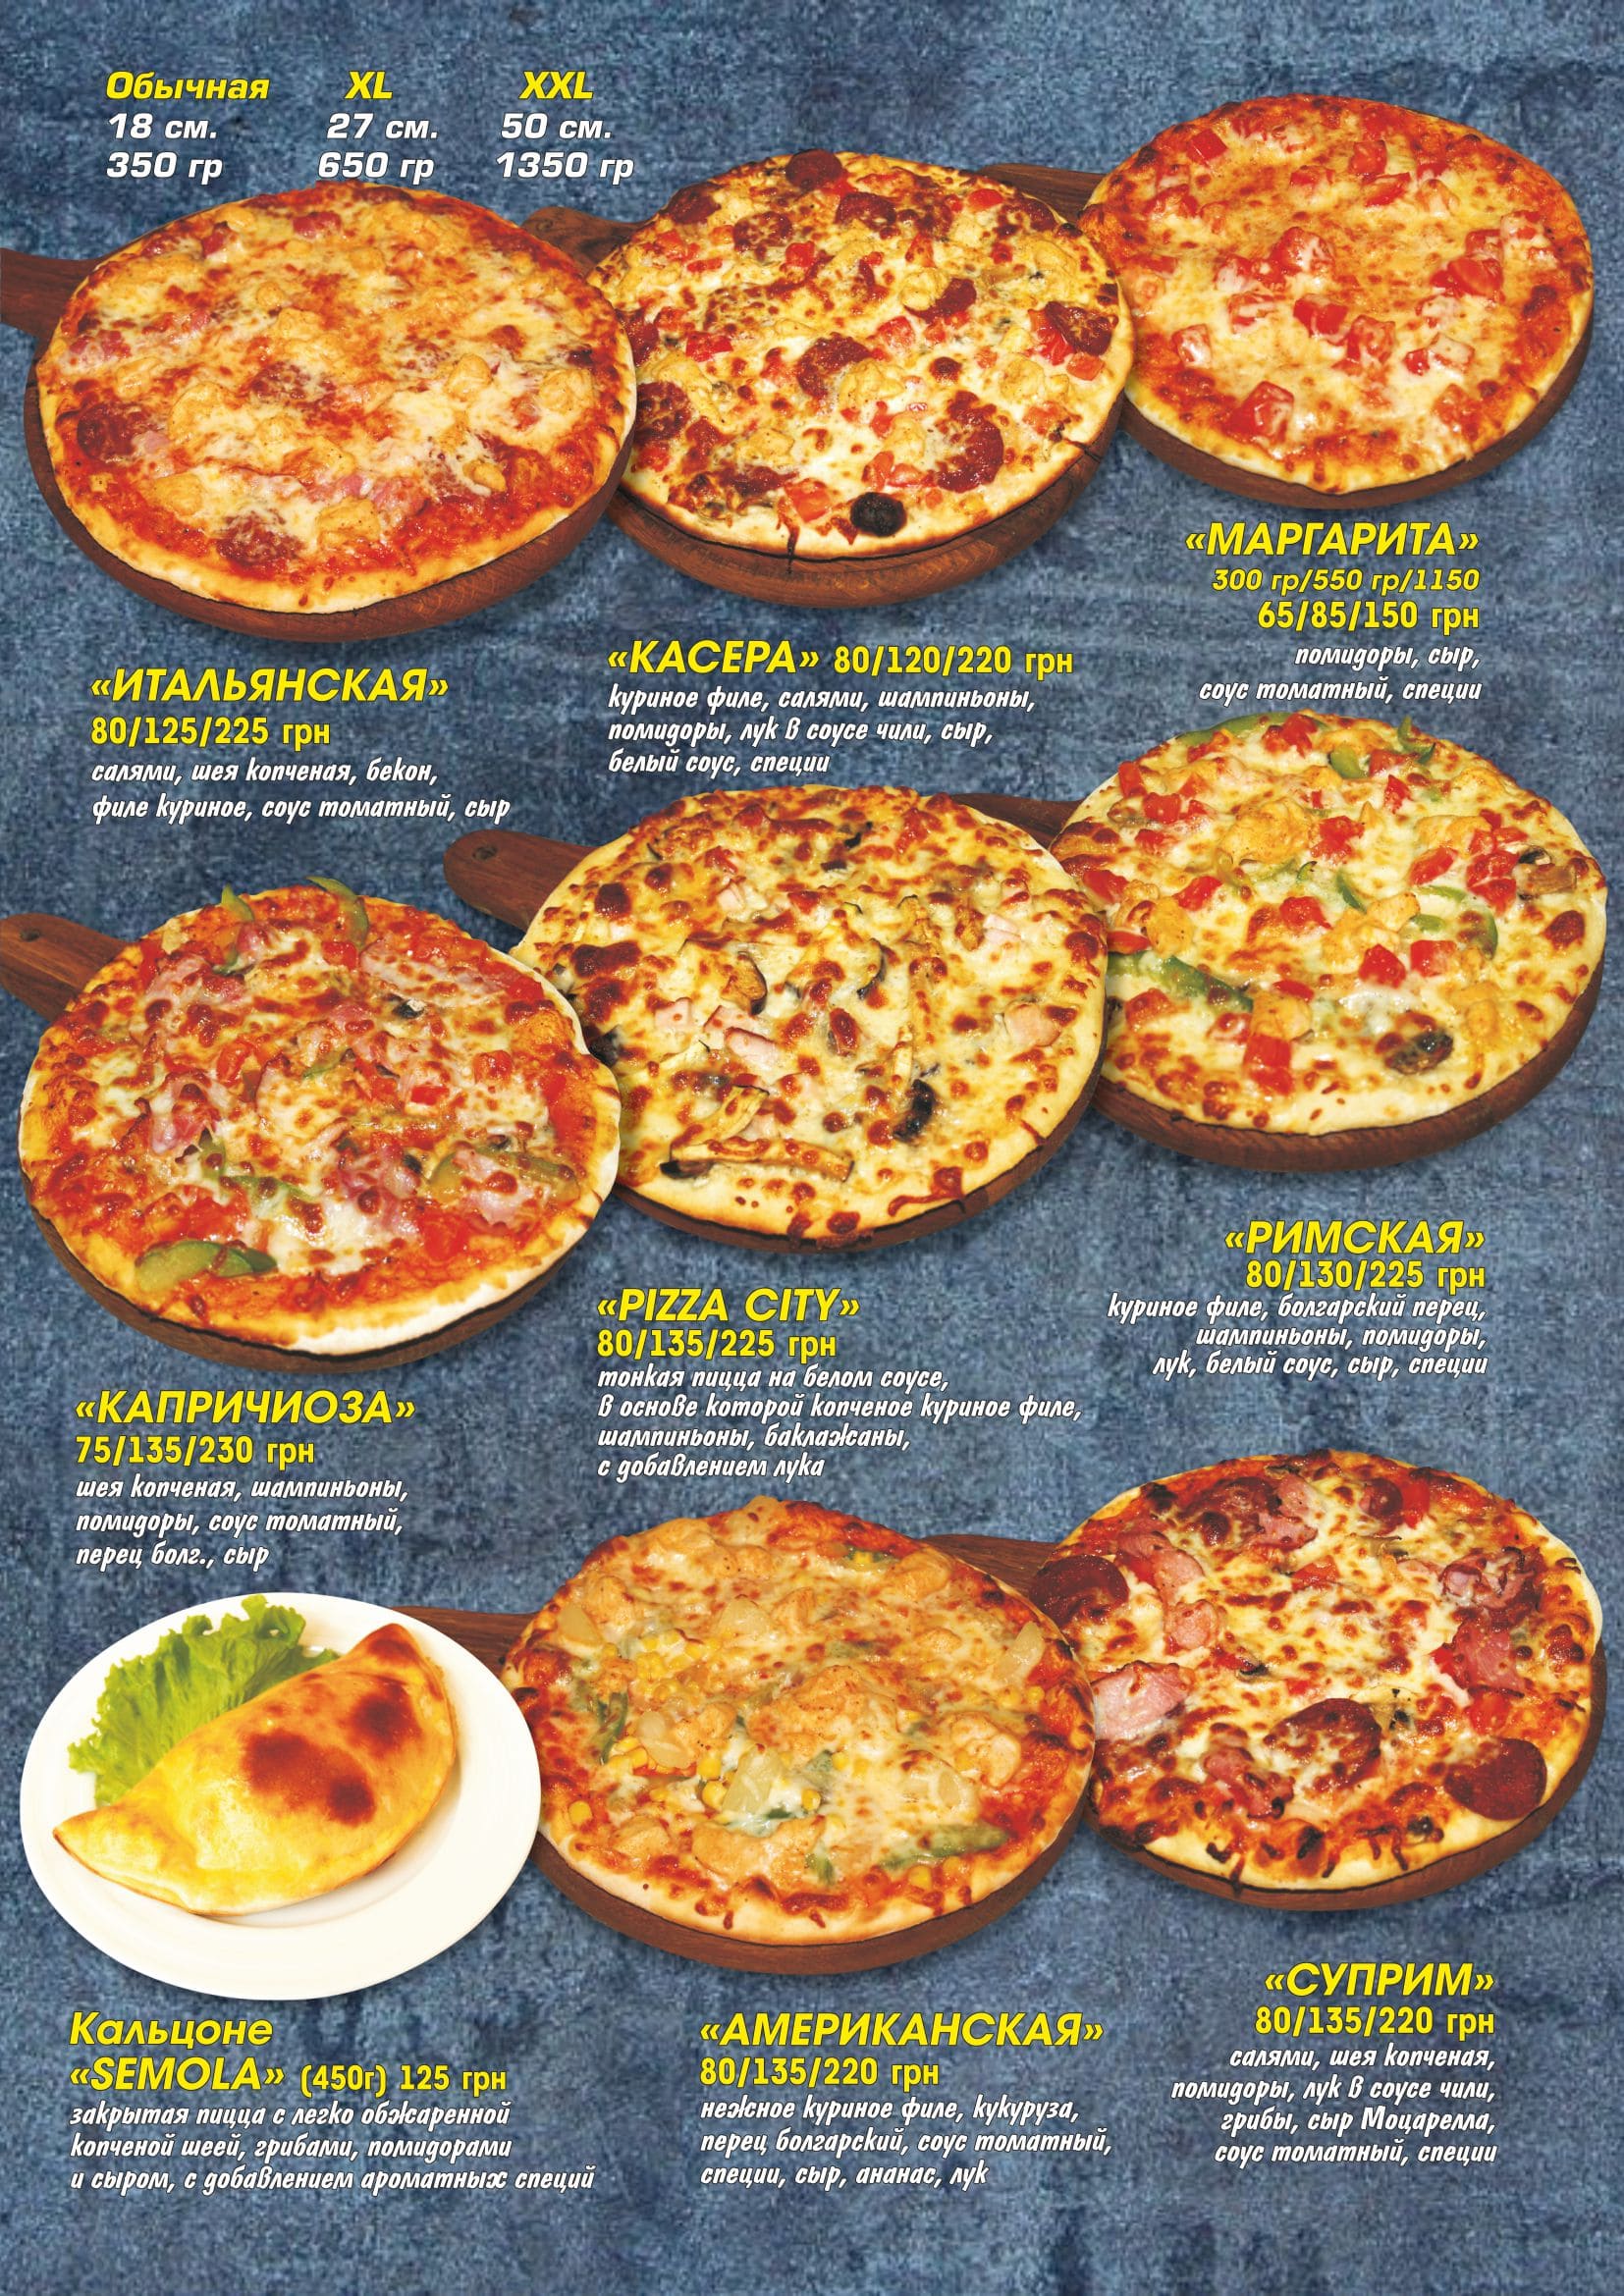 Обычная XL XXL
18 см. 27 см. 50 см.
350 гр 650 гр 1350 гр
«МАРГАРИТА»
300 гр/550 гр/1150
65/85/150 грн
помидоры, сыр,
соус томатный, специи
«КАСЕРА» 80/120/220 грн
куриное филе, салями, шампиньоны,
помидоры, лук в соусе чили, сыр,
белый соус, специи
«ИТАЛЬЯНСКАЯ»
80/125/225 грн
салями, шея копченая, бекон,
филе куриное, соус томатный, сыр
«РИМСКАЯ»
80/130/225 грн
куриное филе, болгарский перец,
шампиньоны, помидоры,
лук, белый соус, сыр, специи
«PIZZA CITY»
80/135/225 грн
тонкая пицца на белом соусе,
в основе которой копченое куриное филе,
шампиньоны, баклажаны,
с добавлением лука
«КАПРИЧИОЗА»
75/135/230 грн
шея копченая, шампиньоны,
помидоры, соус томатный,
перец болг., сыр
«СУПРИМ»
80/135/220 грн
салями, шея копченая,
помидоры, лук в соусе чили,
грибы, сыр Моцарелла,
соус томатный, специи
Кальцоне
«SEMOLA» (450г) 125 грн
закрытая пицца с легко обжаренной
копченой шеей, грибами, помидорами
и сыром, с добавлением ароматных специй
«АМЕРИКАНСКАЯ»
80/135/220 грн
нежное куриное филе, кукуруза,
перец болгарский, соус томатный,
специи, сыр, ананас, лук